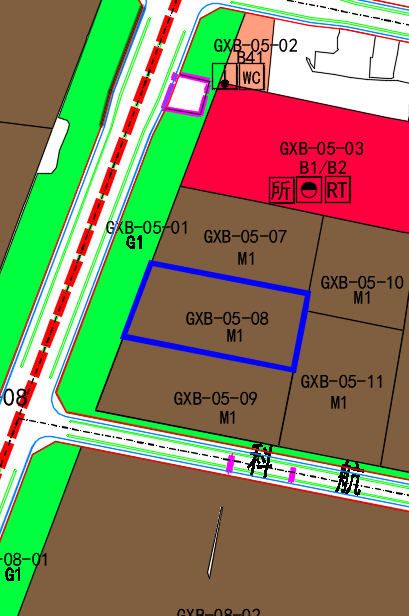 GXB-05-02
B41
WC
GXB-05-03
B1/B2
所 RT
GXB-05-01
G1
GXB-05-07
M1
GXB-05-10
M1
GXB-05-08
M1
GXB-05-11
M1
GXB-05-09
M1
08
科 航
-08-01
G1
GXB-08-02